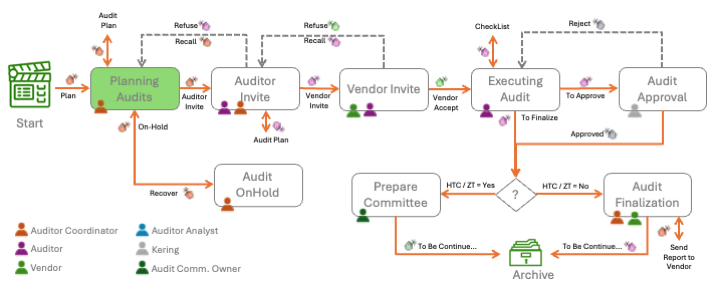 Audit
Plan
Refuse
Recall
Refuse
Recall
CheckList
Reject
Start
Plan
Planning
Audits
Auditor
Invite
Auditor
Invite
Vendor
Invite
Vendor Invite
Vendor
Accept
Executing
Audit
To Approve
Audit
Approval
On-Hold
Audit Plan
To Finalize
Approved
Recover
Audit
OnHold
Prepare
Committee
HTC / ZT = Yes
?
HTC / ZT = No
Audit
Finalization
To Be Continue...
To Be Continue...
Send
Report to
Vendor
Archive
Auditor Coordinator
Auditor Analyst
Auditor
Kering
Vendor
Audit Comm. Owner